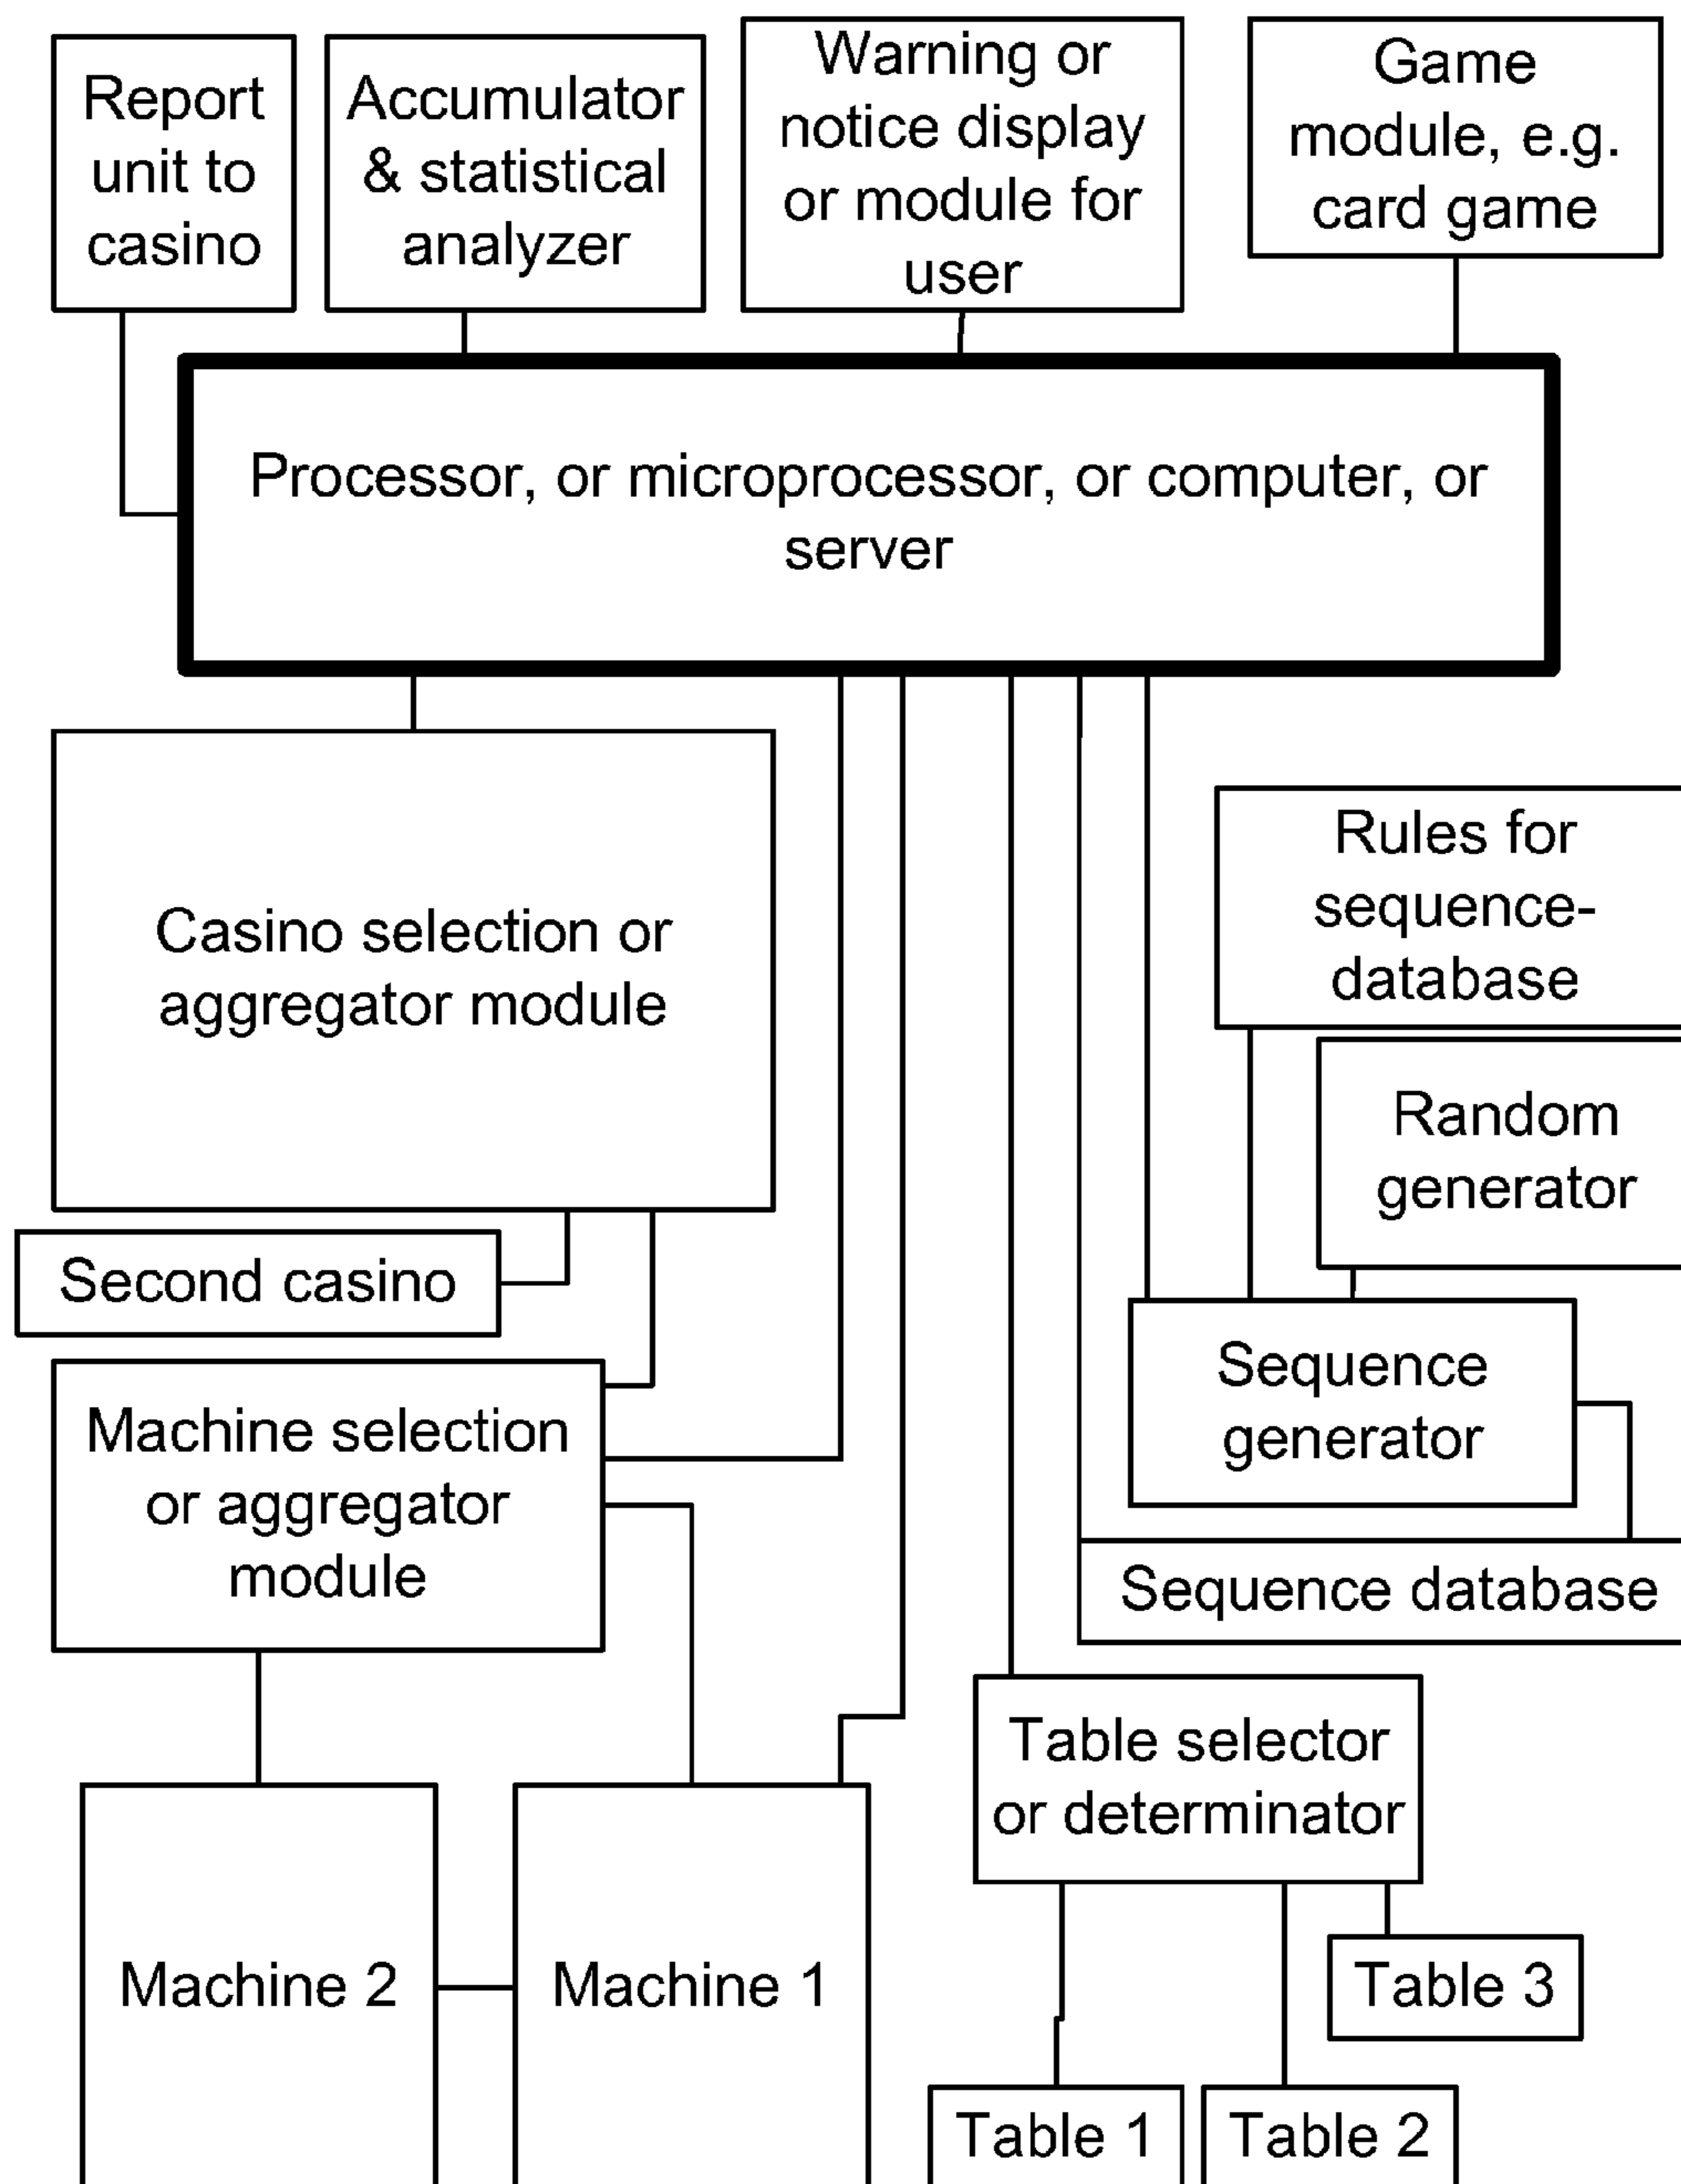 Report
unit to
casino
Accumulator
& statistical
analyzer
Warning or
notice display
or module for
user
Game
module, e.g.
card game
Processor, or microprocessor, or computer, or
server
Casino selection or
aggregator module
Rules for
sequence-
database
Random
generator
Second casino
Sequence
generator
Machine selection
or aggregator
module
Sequence database
Table selector
or determinator
Machine 2
Machine 1
Table 3
Table 1
Table 2